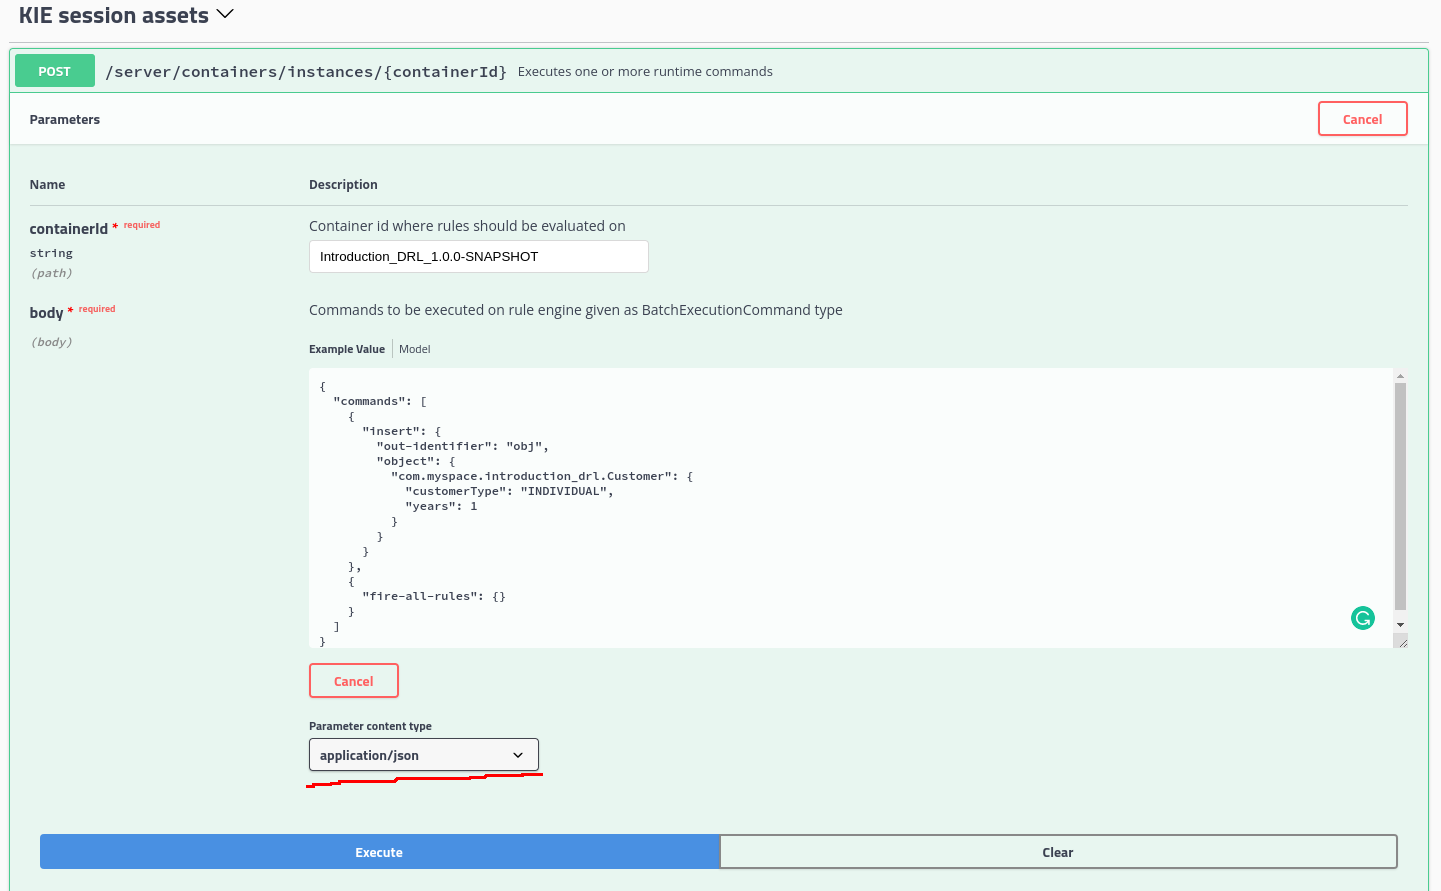 KIE session assets
POST /server/containers/instances/{containerId} Executes one or more runtime commands
Parameters Cancel
Name Description
containerId * required Container id where rules should be evaluated on
string Introduction_DRL_1.0.0-SNAPSHOT
(path)
body * required Commands to be executed on rule engine given as BatchExecutionCommand type
(body)
Example Value Model
{
  "commands": [
    {
      "insert": {
        "out-identifier": "obj",
        "object": {
          "com.myspace.introduction_drl.Customer": {
            "customerType": "INDIVIDUAL",
            "years": 1
          }
        }
      }
    },
    {
      "fire-all-rules": {}
    }
  ]
}
Cancel
Parameter content type
application/json
Execute Clear